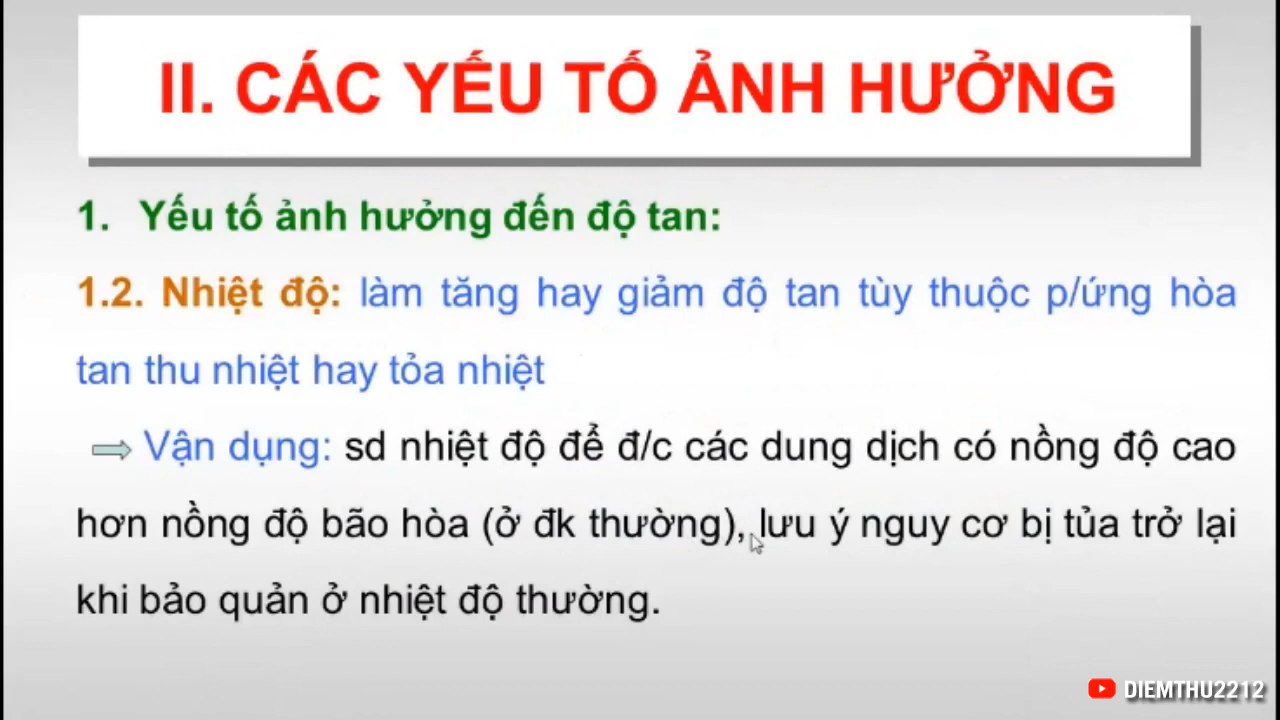 II. CÁC YẾU TỐ ẢNH HƯỞNG
1. Yếu tố ảnh hưởng đến độ tan:
1.2. Nhiệt độ: làm tăng hay giảm độ tan tùy thuộc p/ứng hòa
tan thu nhiệt hay tỏa nhiệt
Vận dụng: sd nhiệt độ để đ/c các dung dịch có nồng độ cao
hơn nồng độ bão hòa (ở đk thường), lưu ý nguy cơ bị tủa trở lại
khi bảo quản ở nhiệt độ thường.
DIEMTHU2212